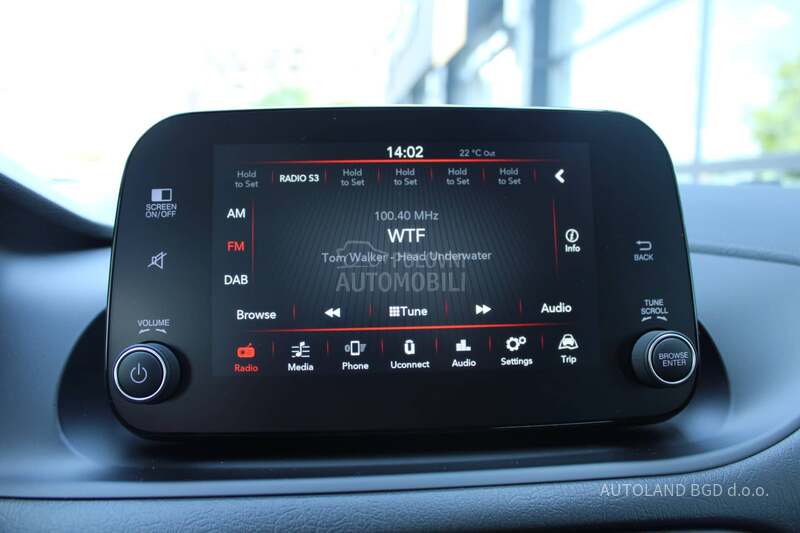 14:02 22 °C Out
Hold to Set RADIO S3 Hold to Set Hold to Set Hold to Set Hold to Set
SCREEN ON/OFF
AM
100.40 MHz
WTF
FM
Info
BACK
Tom Walker - Head Underwater
POLOVNI
AUTOMOBILI
DAB
Browse Tune Audio
VOLUME
TUNE SCROLL
BROWSE ENTER
Radio Media Phone Uconnect Audio Settings Trip
AUTOLAND BGD d.o.o.